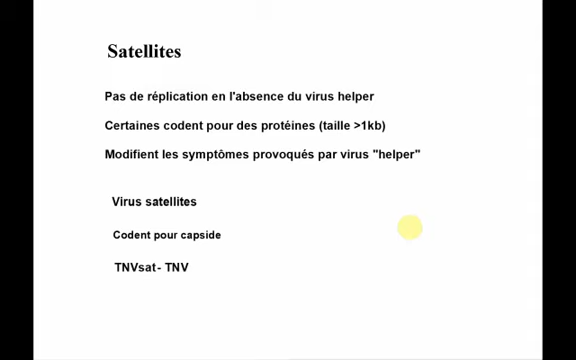 Satellites
Pas de réplication en l'absence du virus helper
Certaines codent pour des protéines (taille >1kb)
Modifient les symptômes provoqués par virus "helper"
Virus satellites
Codent pour capside
TNVsat- TNV